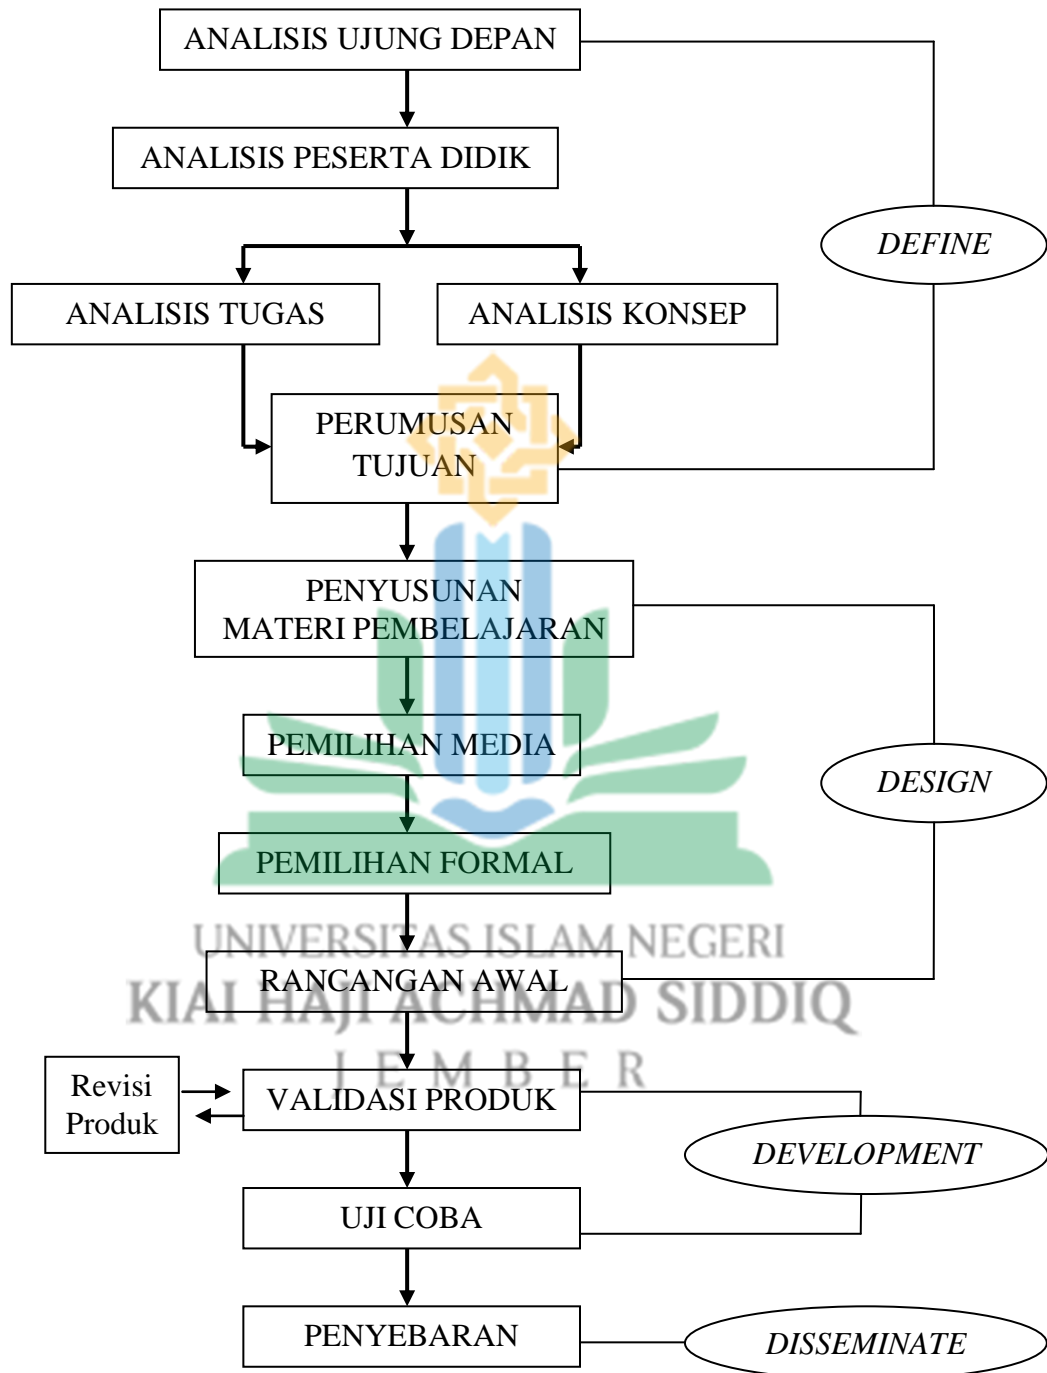 ANALISIS UJUNG DEPAN
ANALISIS PESERTA DIDIK
DEFINE
ANALISIS TUGAS
ANALISIS KONSEP
PERUMUSAN
TUJUAN
PENYUSUNAN
MATERI PEMBELAJARAN
PEMILIHAN MEDIA
DESIGN
PEMILIHAN FORMAL
UNIVERSITAS ISLAM NEGERI
RANCANGAN AWAL
KIAI HAJI ACHMAD SIDDIQ
JEMBER
Revisi
Produk
VALIDASI PRODUK
DEVELOPMENT
UJI COBA
PENYEBARAN
DISSEMINATE